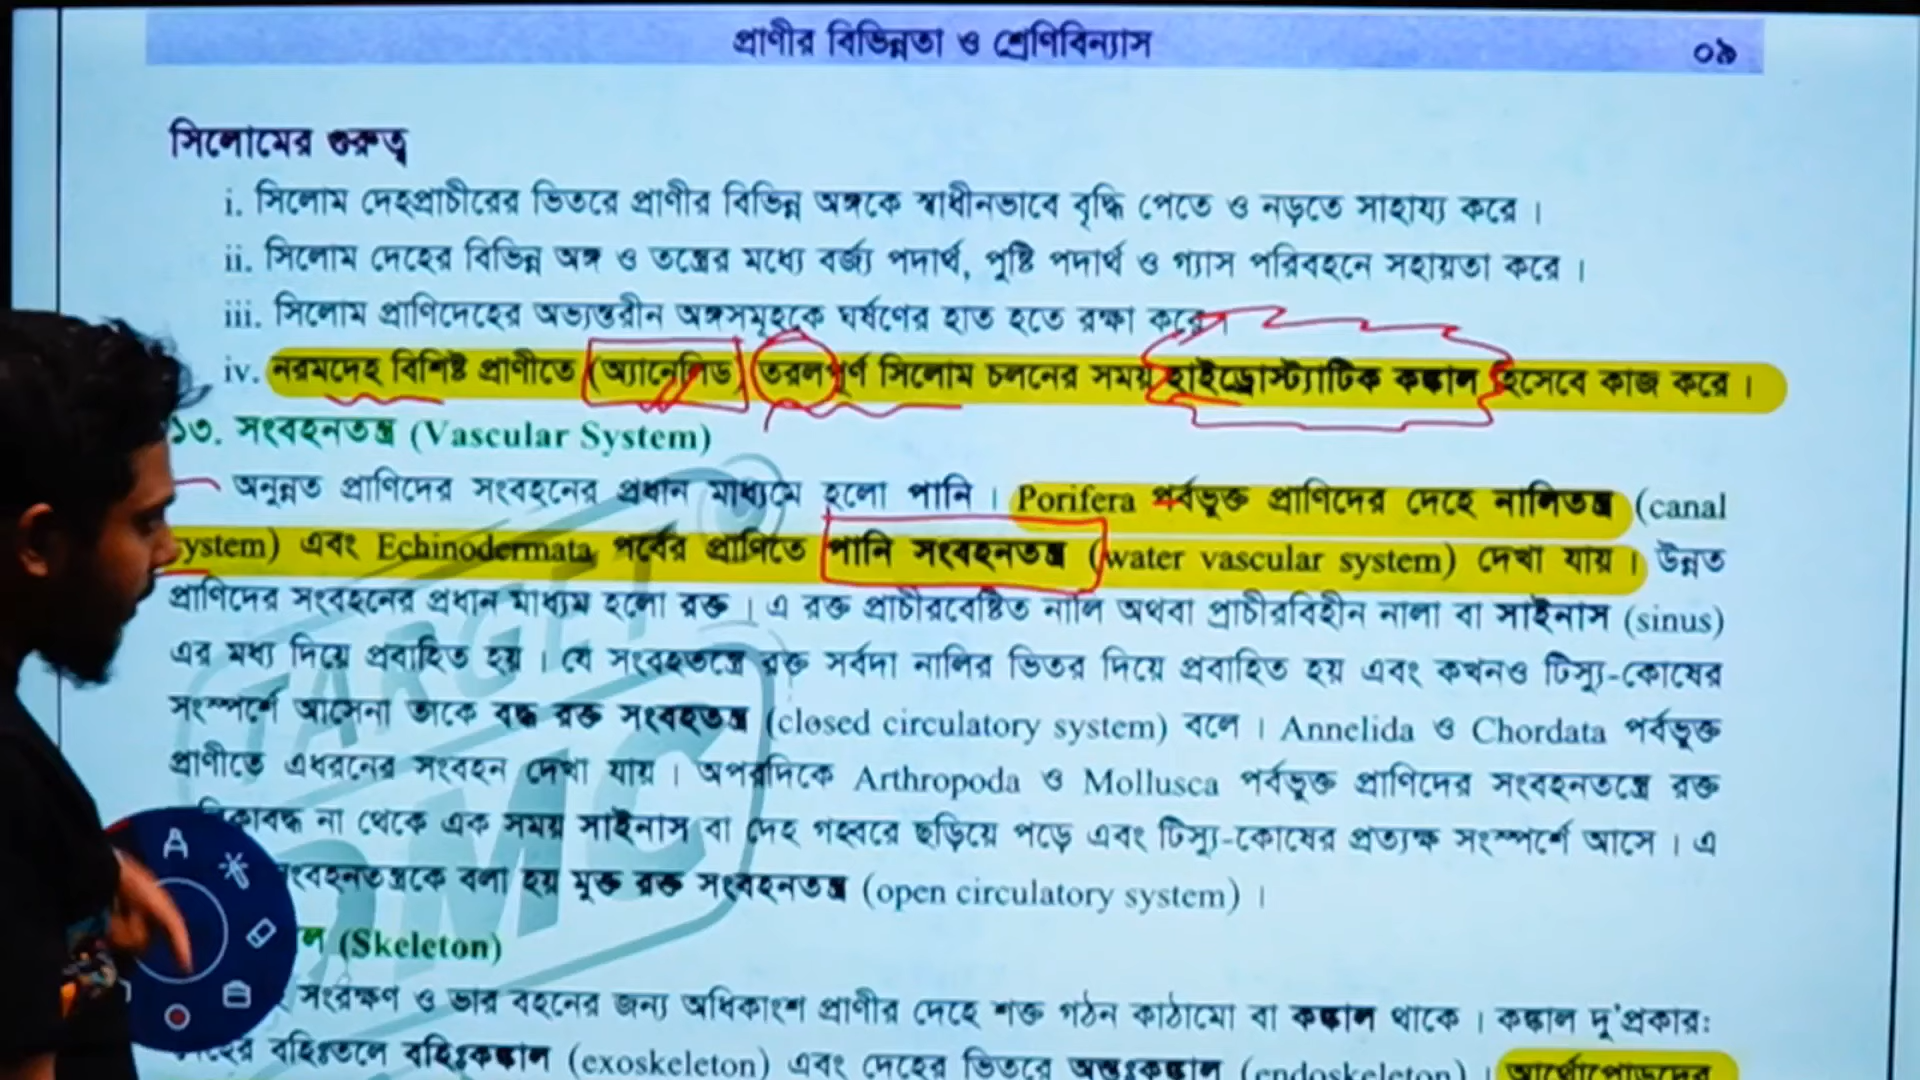 প্রাণীর বিভিন্নতা ও শ্রেণিবিন্যাস
০৯
সিলোমের গুরুত্ব
i. সিলোম দেহপ্রাচীরের ভিতরে প্রাণীর বিভিন্ন অঙ্গকে স্বাধীনভাবে বৃদ্ধি পেতে ও নড়তে সাহায্য করে।
ii. সিলোম দেহের বিভিন্ন অঙ্গ ও তন্ত্রের মধ্যে বর্জ্য পদার্থ, পুষ্টি পদার্থ ও গ্যাস পরিবহনে সহায়তা করে।
iii. সিলোম প্রাণিদেহের অভ্যন্তরীন অঙ্গসমূহকে ঘর্ষণের হাত হতে রক্ষা করে।
iv. নরমদেহ বিশিষ্ট প্রাণীতে (অ্যানেলিড) তরলপূর্ণ সিলোম চলনের সময় হাইড্রোস্ট্যাটিক কঙ্কাল হিসেবে কাজ করে।
১৩. সংবহনতন্ত্র (Vascular System)
অনুন্নত প্রাণিদের সংবহনের প্রধান মাধ্যমে হলো পানি। Porifera পর্বভুক্ত প্রাণিদের দেহে নালিতন্ত্র (canal
ystem) এবং Echinodermata পর্বের প্রাণিতে পানি সংবহনতন্ত্র (water vascular system) দেখা যায়। উন্নত
প্রাণিদের সংবহনের প্রধান মাধ্যম হলো রক্ত। এ রক্ত প্রাচীরবেষ্টিত নালি অথবা প্রাচীরবিহীন নালা বা সাইনাস (sinus)
এর মধ্য দিয়ে প্রবাহিত হয়। যে সংবহতন্ত্রে রক্ত সর্বদা নালির ভিতর দিয়ে প্রবাহিত হয় এবং কখনও টিস্যু-কোষের
সংস্পর্শে আসেনা তাকে বদ্ধ রক্ত সংবহতন্ত্র (closed circulatory system) বলে। Annelida ও Chordata পর্বভুক্ত
প্রাণীতে এধরনের সংবহন দেখা যায়। অপরদিকে Arthropoda ও Mollusca পর্বভুক্ত প্রাণিদের সংবহনতন্ত্রে রক্ত
না থেকে এক সময় সাইনাস বা দেহ গহ্বরে ছড়িয়ে পড়ে এবং টিস্যু-কোষের প্রত্যক্ষ সংস্পর্শে আসে। এ
ংবহনতন্ত্রকে বলা হয় মুক্ত রক্ত সংবহনতন্ত্র (open circulatory system)।
ল (Skeleton)
সংরক্ষণ ও ভার বহনের জন্য অধিকাংশ প্রাণীর দেহে শক্ত গঠন কাঠামো বা কঙ্কাল থাকে। কঙ্কাল দু'প্রকার:
বহিঃতলে বহিঃকঙ্কাল (exoskeleton) এবং দেহের ভিতরে অন্তঃকঙ্কাল (endoskeleton)। আর্থ্রোপোডদের
TARGET
DMC